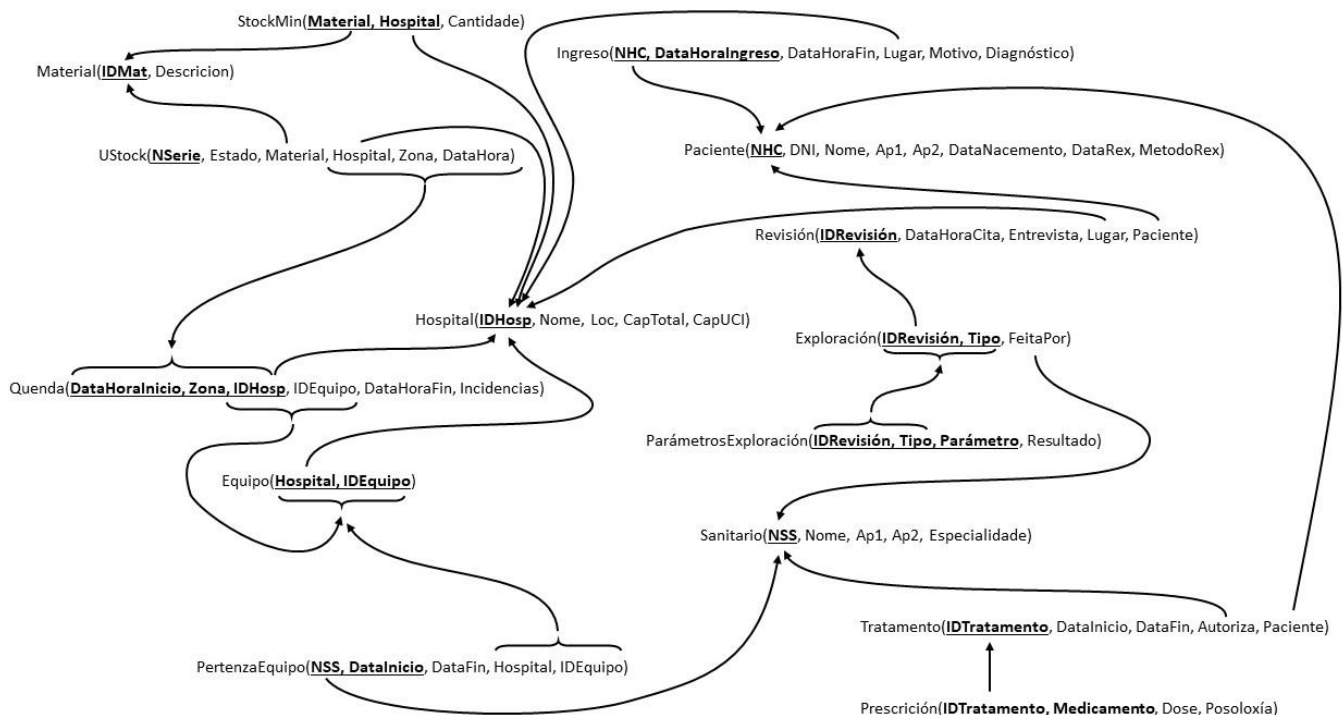 StockMin(Material, Hospital, Cantidade)
Ingreso(NHC, DataHoraIngreso, DataHoraFin, Lugar, Motivo, Diagnóstico)
Material(IDMat, Descricion)
UStock(NSerie, Estado, Material, Hospital, Zona, DataHora)
Paciente(NHC, DNI, Nome, Ap1, Ap2, DataNacemento, DataRex, MetodoRex)
Revisión(IDRevisión, DataHoraCita, Entrevista, Lugar, Paciente)
Hospital(IDHosp, Nome, Loc, CapTotal, CapUCI)
Exploración(IDRevisión, Tipo, FeitaPor)
Quenda(DataHoraInicio, Zona, IDHosp, IDEquipo, DataHoraFin, Incidencias)
ParámetrosExploración(IDRevisión, Tipo, Parámetro, Resultado)
Equipo(Hospital, IDEquipo)
Sanitario(NSS, Nome, Ap1, Ap2, Especialidade)
Tratamento(IDTratamento, DataInicio, DataFin, Autoriza, Paciente)
PertenzaEquipo(NSS, DataInicio, DataFin, Hospital, IDEquipo)
Prescrición(IDTratamento, Medicamento, Dose, Posoloxía)